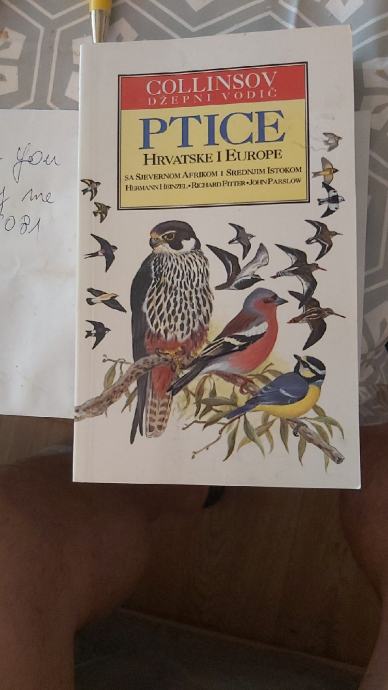 COLLINSOV
DŽEPNI VODIČ
PTICE
HRVATSKE I EUROPE
SA SJEVERNOM AFRIKOM I SREDNJIM ISTOKOM
HERMANN HEINZEL • RICHARD FITTER • JOHN PARSLOW
you
me